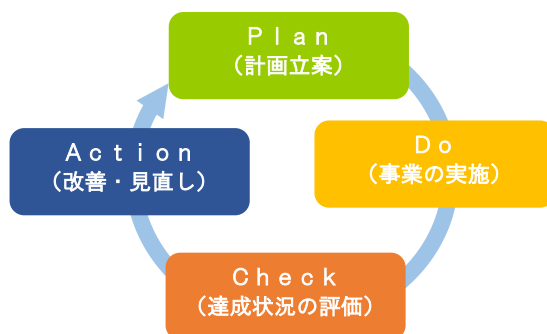 Ｐｌａｎ
（計画立案）
Ｄｏ
（事業の実施）
Ｃｈｅｃｋ
（達成状況の評価）
Ａｃｔｉｏｎ
（改善・見直し）